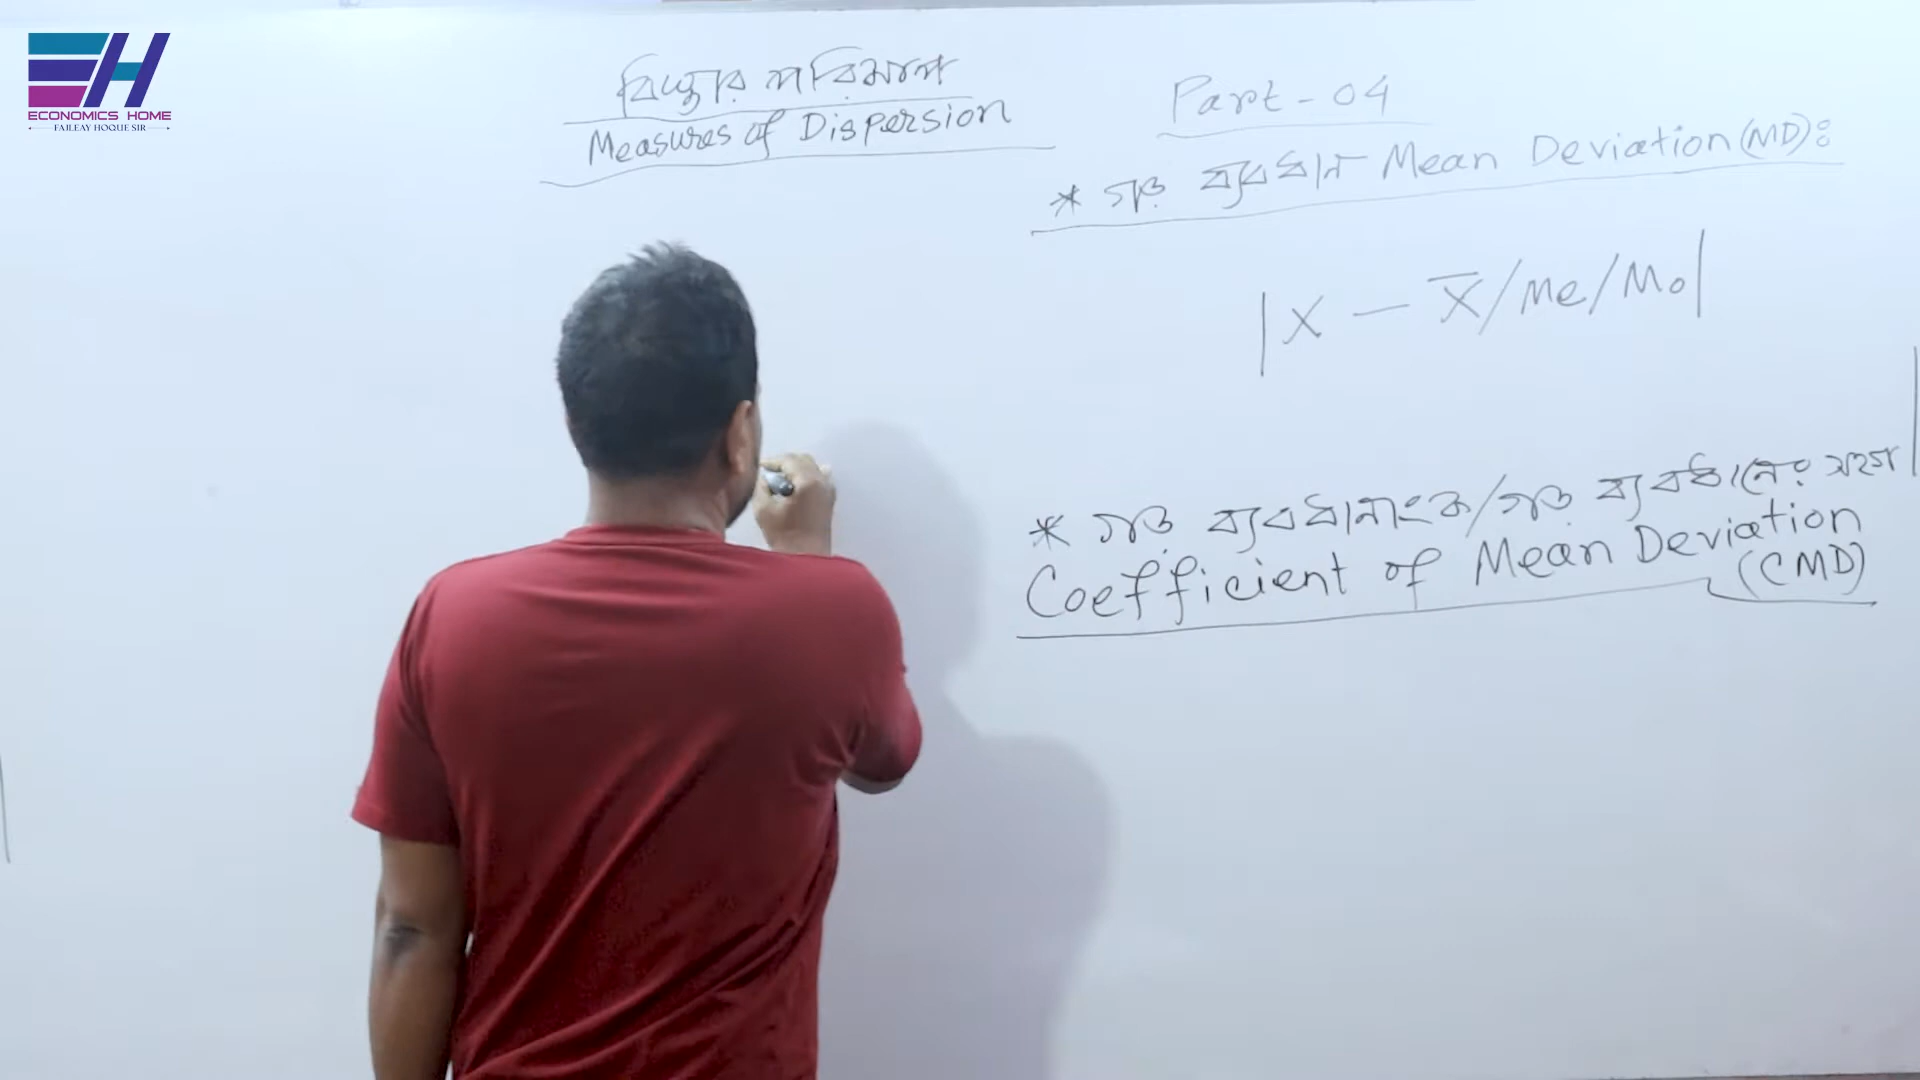 ECONOMICS HOME
FAILEAY HOQUE SIR
বিস্তার পরিমাপ
Measures of Dispersion
Part - 04
* গড় ব্যবধান Mean Deviation (MD):
|X - X̅/Me/Mo|
* গড় ব্যবধানাংক/গড় ব্যবধানের সহগ
Coefficient of Mean Deviation
(CMD)